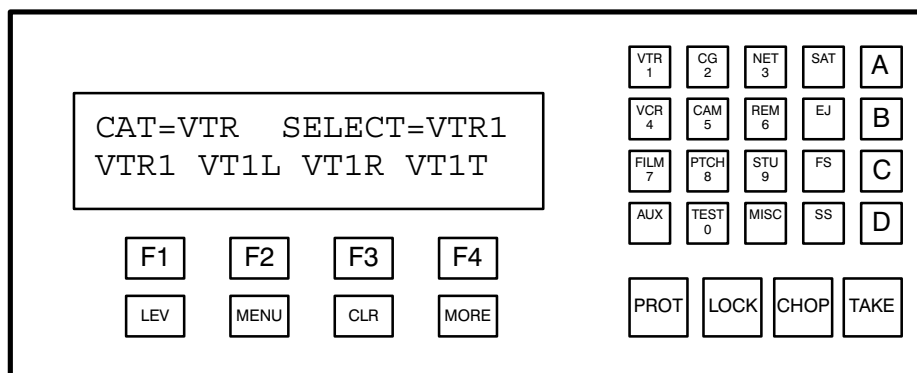 CAT=VTR SELECT=VTR1
VTR1 VT1L VT1R VT1T
F1 F2 F3 F4
LEV MENU CLR MORE
VTR
1
CG
2
NET
3
SAT
A
VCR
4
CAM
5
REM
6
EJ
B
FILM
7
PTCH
8
STU
9
FS
C
AUX
TEST
0
MISC
SS
D
PROT LOCK CHOP TAKE